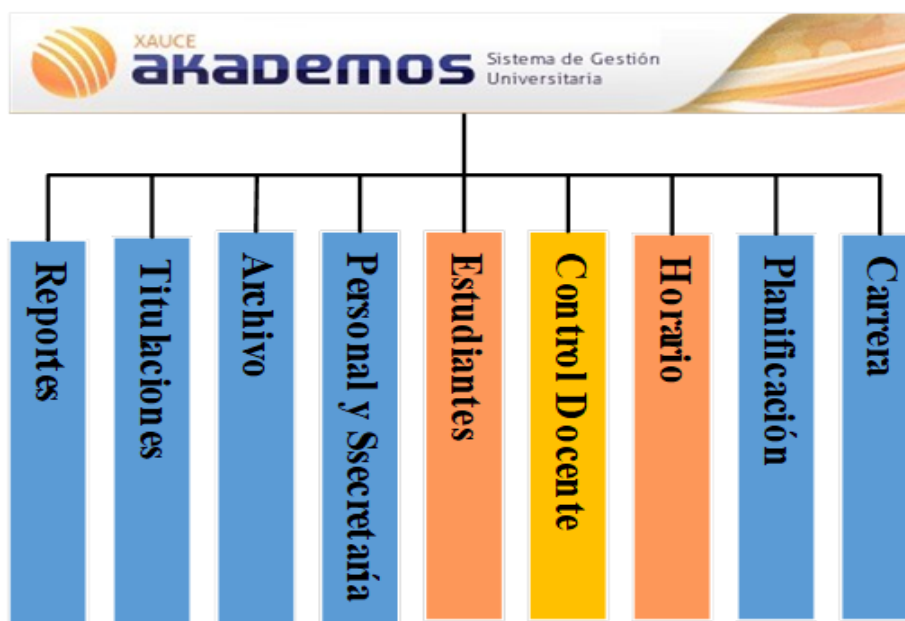 XAUCE
AKADEMOS
Sistema de Gestión
Universitaria
Reportes
Titulaciones
Archivo
Personal y Ssecretaría
Estudiantes
Control Docente
Horario
Planificación
Carrera